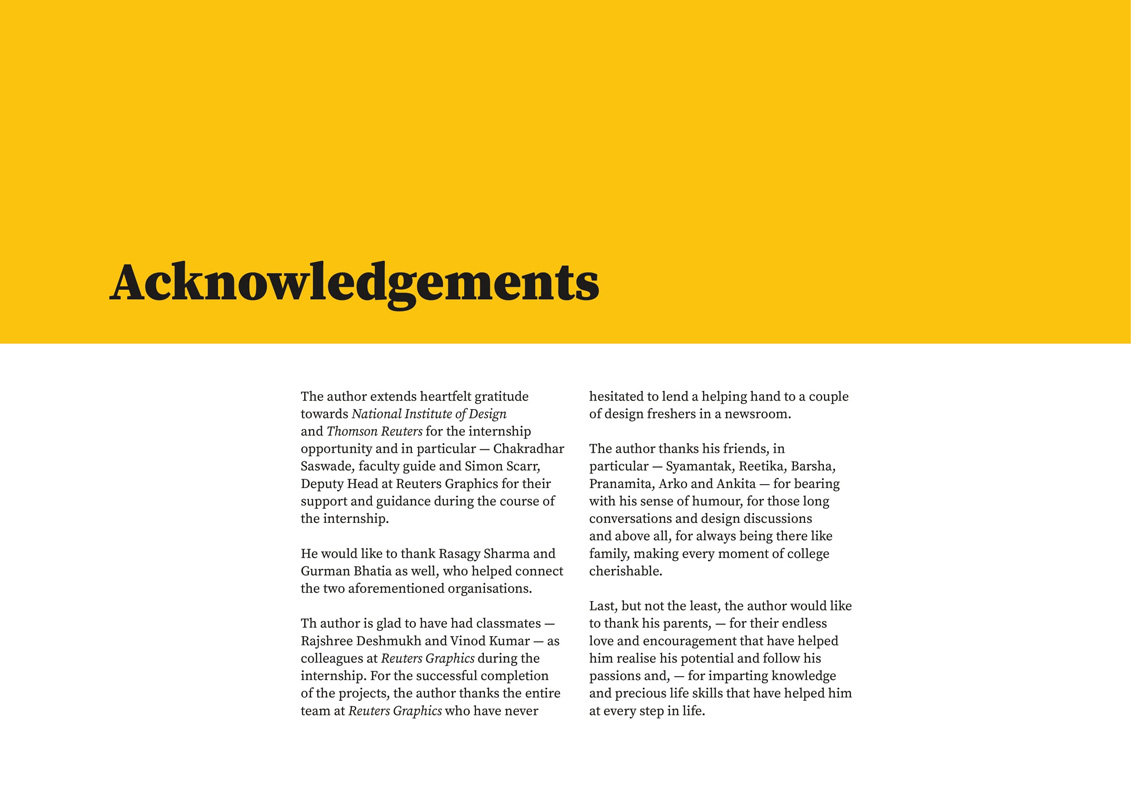 Acknowledgements
The author extends heartfelt gratitude
towards National Institute of Design
and Thomson Reuters for the internship
opportunity and in particular — Chakradhar
Saswade, faculty guide and Simon Scarr,
Deputy Head at Reuters Graphics for their
support and guidance during the course of
the internship.
He would like to thank Rasagy Sharma and
Gurman Bhatia as well, who helped connect
the two aforementioned organisations.
Th author is glad to have had classmates —
Rajshree Deshmukh and Vinod Kumar — as
colleagues at Reuters Graphics during the
internship. For the successful completion
of the projects, the author thanks the entire
team at Reuters Graphics who have never
hesitated to lend a helping hand to a couple
of design freshers in a newsroom.
The author thanks his friends, in
particular — Syamantak, Reetika, Barsha,
Pranamita, Arko and Ankita — for bearing
with his sense of humour, for those long
conversations and design discussions
and above all, for always being there like
family, making every moment of college
cherishable.
Last, but not the least, the author would like
to thank his parents, — for their endless
love and encouragement that have helped
him realise his potential and follow his
passions and, — for imparting knowledge
and precious life skills that have helped him
at every step in life.